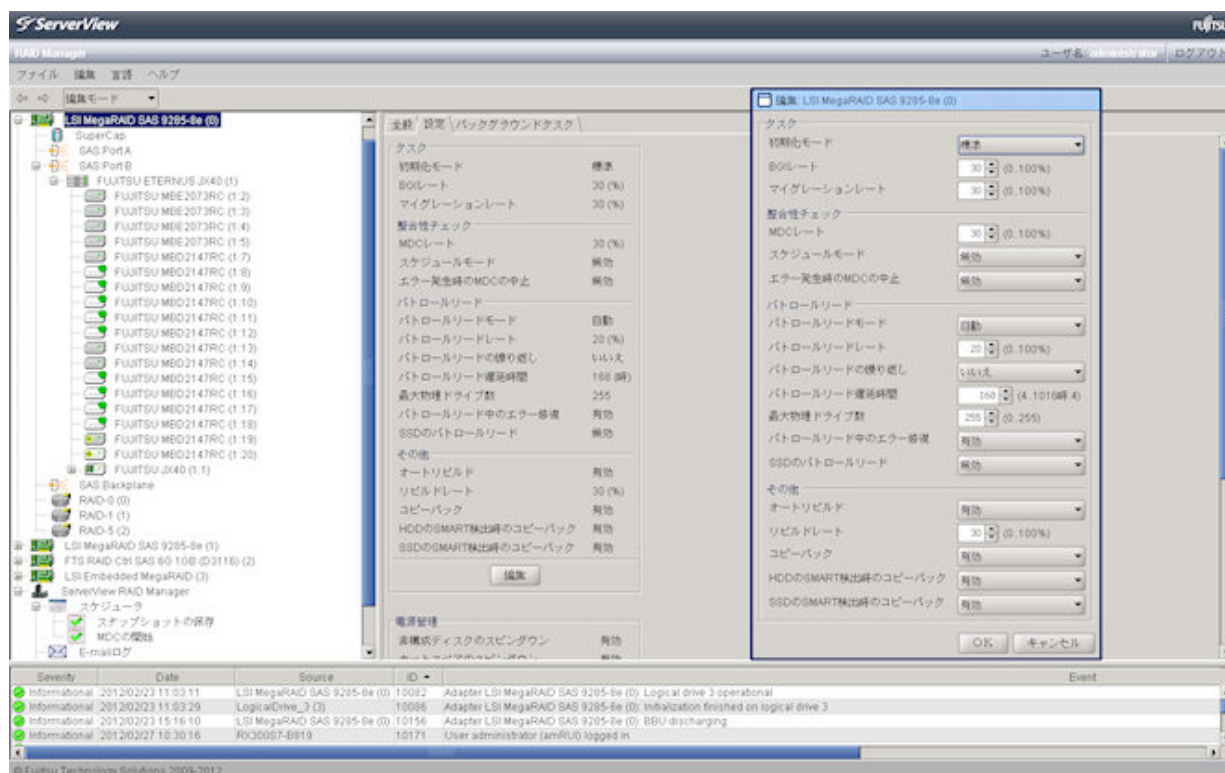 ServerView
FUJITSU
RAID Manager
ユーザ名 administrator ログアウト
ファイル 編集 言語 ヘルプ
編集モード
LSI MegaRAID SAS 9285-8e (0)
SuperCap
SAS Port A
SAS Port B
FUJITSU ETERNUS JX40 (1)
FUJITSU MBE2073RC (1:2)
FUJITSU MBE2073RC (1:3)
FUJITSU MBE2073RC (1:4)
FUJITSU MBE2073RC (1:5)
FUJITSU MBD2147RC (1:7)
FUJITSU MBD2147RC (1:8)
FUJITSU MBD2147RC (1:9)
FUJITSU MBD2147RC (1:10)
FUJITSU MBD2147RC (1:11)
FUJITSU MBD2147RC (1:12)
FUJITSU MBD2147RC (1:13)
FUJITSU MBD2147RC (1:14)
FUJITSU MBD2147RC (1:15)
FUJITSU MBD2147RC (1:16)
FUJITSU MBD2147RC (1:17)
FUJITSU MBD2147RC (1:18)
FUJITSU MBD2147RC (1:19)
FUJITSU MBD2147RC (1:20)
FUJITSU JX40 (1:1)
SAS Backplane
RAID-0 (0)
RAID-1 (1)
RAID-5 (2)
LSI MegaRAID SAS 9285-8e (1)
FTS RAID Ctrl SAS 6G 1GB (D3116) (2)
LSI Embedded MegaRAID (3)
ServerView RAID Manager
スケジューラ
スナップショットの保存
MDCの開始
E-mailログ
全般 設定 バックグラウンドタスク
タスク
初期化モード 標準
BGIレート 30 (%)
マイグレーションレート 30 (%)
整合性チェック
MDCレート 30 (%)
スケジュールモード 無効
エラー発生時のMDCの中止 無効
パトロールリード
パトロールリードモード 自動
パトロールリードレート 20 (%)
パトロールリードの繰り返し いいえ
パトロールリード遅延時間 168 (時)
最大物理ドライブ数 255
パトロールリード中のエラー修復 有効
SSDのパトロールリード 無効
その他
オートリビルド 有効
リビルドレート 30 (%)
コピーバック 有効
HDDのSMART検出時のコピーバック 有効
SSDのSMART検出時のコピーバック 有効
編集
電源管理
未構成ディスクのスピンダウン 有効
ホットスペアのスピンダウン 有効
編集: LSI MegaRAID SAS 9285-8e (0)
タスク
初期化モード 標準
BGIレート 30 (0..100%)
マイグレーションレート 30 (0..100%)
整合性チェック
MDCレート 30 (0..100%)
スケジュールモード 無効
エラー発生時のMDCの中止 無効
パトロールリード
パトロールリードモード 自動
パトロールリードレート 20 (0..100%)
パトロールリードの繰り返し いいえ
パトロールリード遅延時間 168 (4..1016時 4)
最大物理ドライブ数 255 (0..255)
パトロールリード中のエラー修復 有効
SSDのパトロールリード 無効
その他
オートリビルド 有効
リビルドレート 30 (0..100%)
コピーバック 有効
HDDのSMART検出時のコピーバック 有効
SSDのSMART検出時のコピーバック 有効
OK キャンセル
Severity Date Source ID Event
Informational 2012/02/23 11:03:11 LSI MegaRAID SAS 9285-8e (0) 10082 Adapter LSI MegaRAID SAS 9285-8e (0): Logical drive 3 operational
Informational 2012/02/23 11:03:29 LogicalDrive_3 (3) 10086 Adapter LSI MegaRAID SAS 9285-8e (0): Initialization finished on logical drive 3
Informational 2012/02/23 15:16:10 LSI MegaRAID SAS 9285-8e (0) 10156 Adapter LSI MegaRAID SAS 9285-8e (0): BBU discharging
Informational 2012/02/27 10:30:16 RX300S7-B819 10171 User administrator (amRUI) logged in
© Fujitsu Technology Solutions 2009-2012